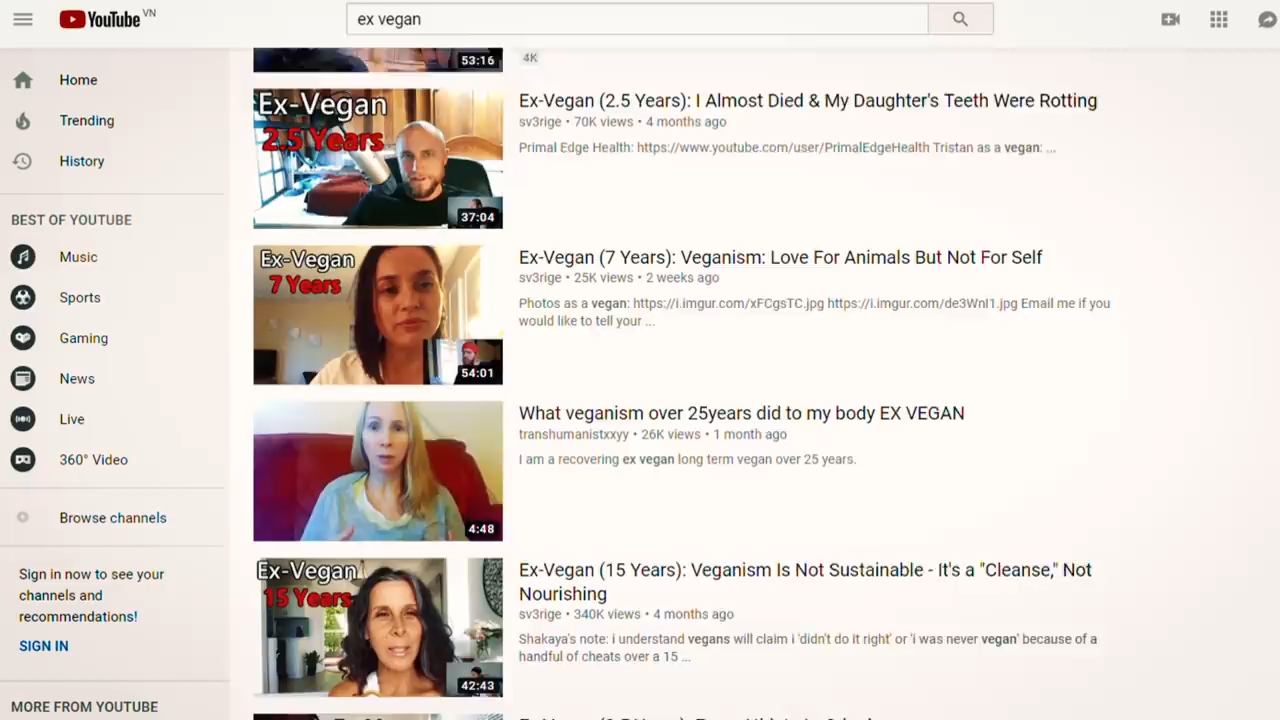 YouTube VN
ex vegan
53:16
4K
Home
Trending
History
BEST OF YOUTUBE
Music
Sports
Gaming
News
Live
360° Video
Browse channels
Sign in now to see your
channels and
recommendations!
SIGN IN
MORE FROM YOUTUBE
Ex-Vegan
2.5 Years
37:04
Ex-Vegan (2.5 Years): I Almost Died & My Daughter's Teeth Were Rotting
sv3rige • 70K views • 4 months ago
Primal Edge Health: https://www.youtube.com/user/PrimalEdgeHealth Tristan as a vegan: ...
Ex-Vegan
7 Years
54:01
Ex-Vegan (7 Years): Veganism: Love For Animals But Not For Self
sv3rige • 25K views • 2 weeks ago
Photos as a vegan: https://i.imgur.com/xFCgsTC.jpg https://i.imgur.com/de3WnI1.jpg Email me if you
would like to tell your ...
4:48
What veganism over 25years did to my body EX VEGAN
transhumanistxxyy • 26K views • 1 month ago
I am a recovering ex vegan long term vegan over 25 years.
Ex-Vegan
15 Years
42:43
Ex-Vegan (15 Years): Veganism Is Not Sustainable - It's a "Cleanse," Not
Nourishing
sv3rige • 340K views • 4 months ago
Shakaya's note: i understand vegans will claim i 'didn't do it right' or 'i was never vegan' because of a
handful of cheats over a 15 ...